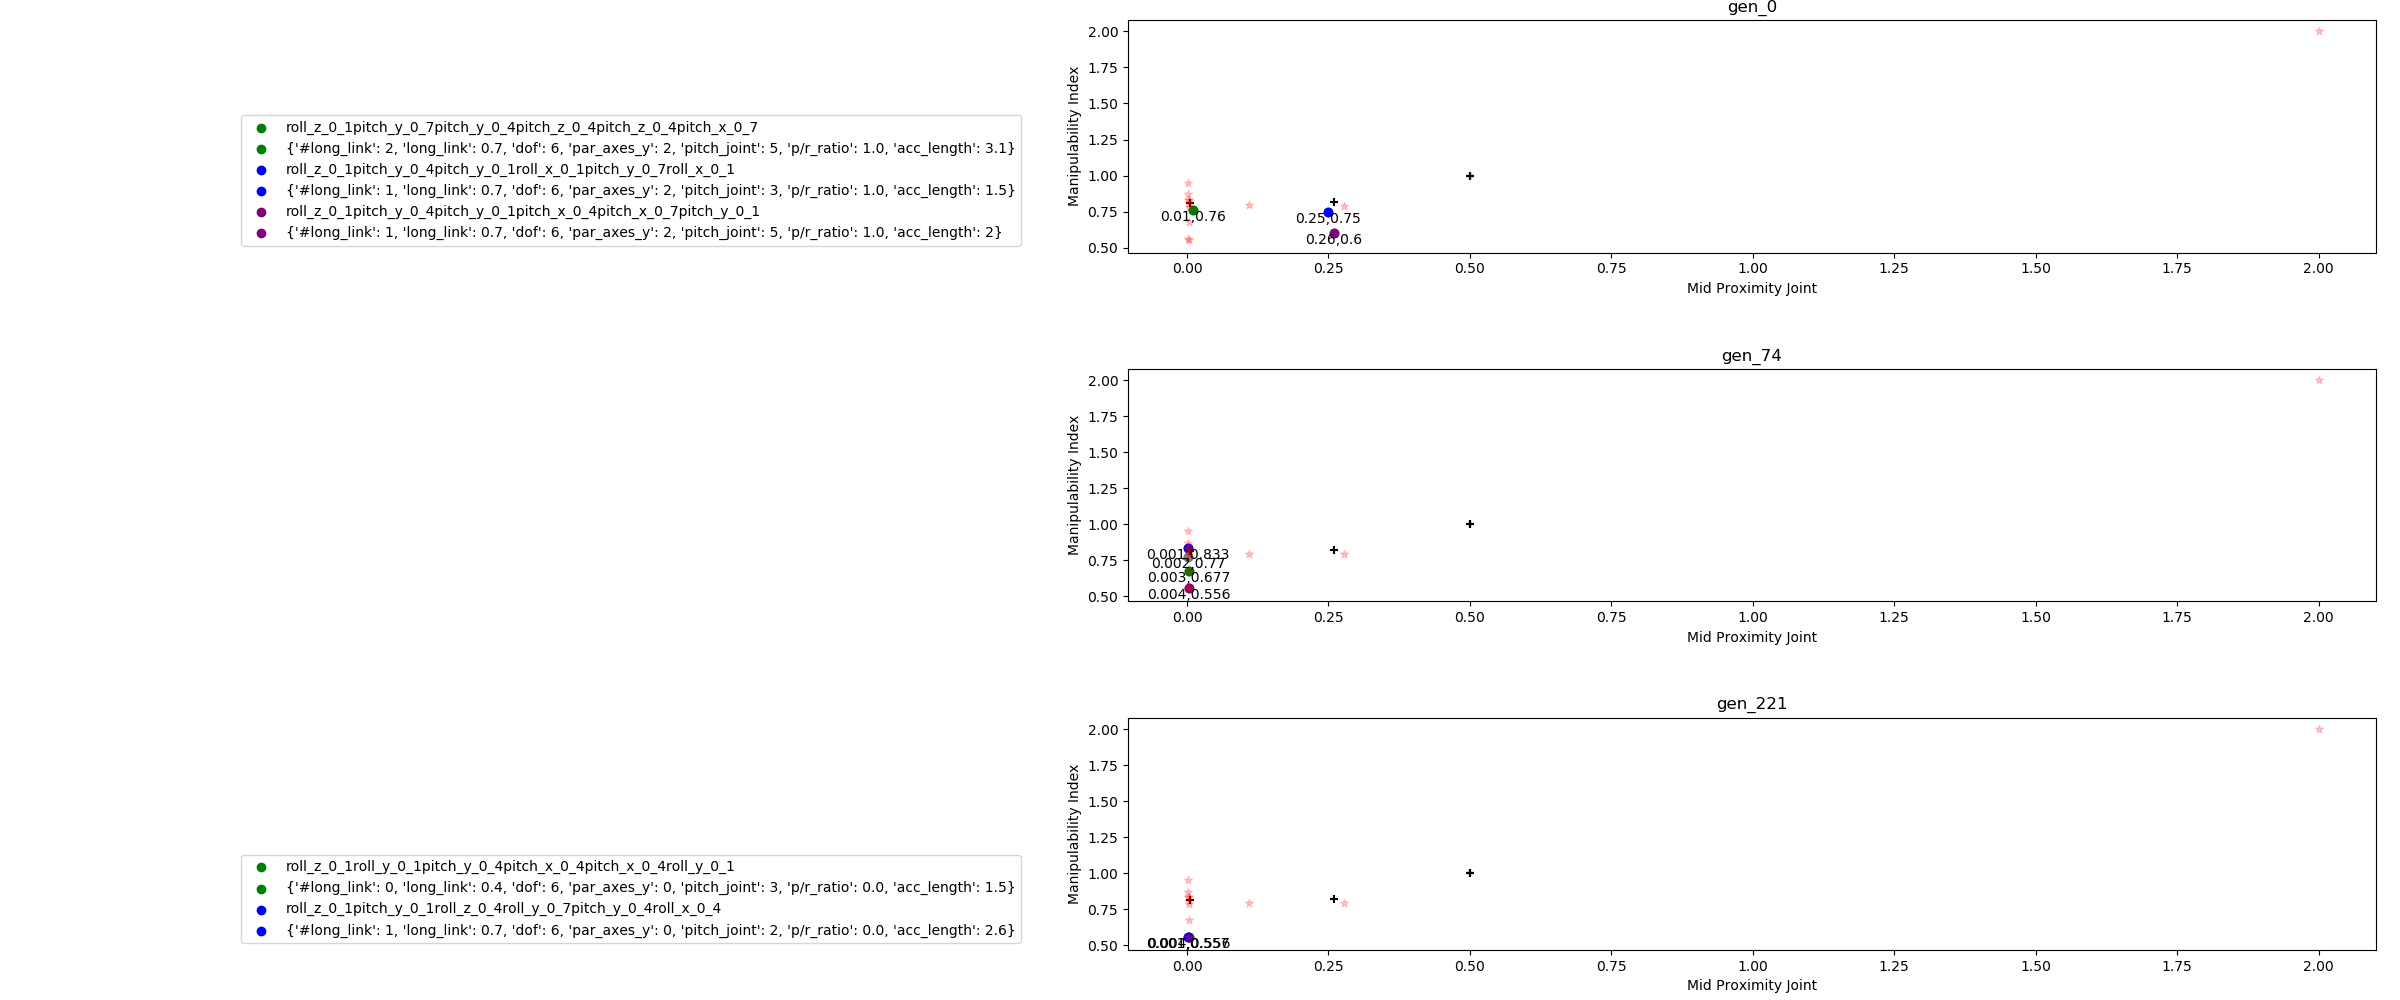 gen_0
roll_z_0_1pitch_y_0_7pitch_y_0_4pitch_z_0_4pitch_z_0_4pitch_x_0_7
{'#long_link': 2, 'long_link': 0.7, 'dof': 6, 'par_axes_y': 2, 'pitch_joint': 5, 'p/r_ratio': 1.0, 'acc_length': 3.1}
roll_z_0_1pitch_y_0_4pitch_y_0_1roll_x_0_1pitch_y_0_7roll_x_0_1
{'#long_link': 1, 'long_link': 0.7, 'dof': 6, 'par_axes_y': 2, 'pitch_joint': 3, 'p/r_ratio': 1.0, 'acc_length': 1.5}
roll_z_0_1pitch_y_0_4pitch_y_0_1pitch_x_0_4pitch_x_0_7pitch_y_0_1
{'#long_link': 1, 'long_link': 0.7, 'dof': 6, 'par_axes_y': 2, 'pitch_joint': 5, 'p/r_ratio': 1.0, 'acc_length': 2}
Manipulability Index
2.00
1.75
1.50
1.25
1.00
0.75
0.50
0.01,0.76
0.25,0.75
0.26,0.6
0.00 0.25 0.50 0.75 1.00 1.25 1.50 1.75 2.00
Mid Proximity Joint
gen_74
Manipulability Index
2.00
1.75
1.50
1.25
1.00
0.75
0.50
0.001,0.833
0.002,0.77
0.003,0.677
0.004,0.556
0.00 0.25 0.50 0.75 1.00 1.25 1.50 1.75 2.00
Mid Proximity Joint
gen_221
roll_z_0_1roll_y_0_1pitch_y_0_4pitch_x_0_4pitch_x_0_4roll_y_0_1
{'#long_link': 0, 'long_link': 0.4, 'dof': 6, 'par_axes_y': 0, 'pitch_joint': 3, 'p/r_ratio': 0.0, 'acc_length': 1.5}
roll_z_0_1pitch_y_0_1roll_z_0_4roll_y_0_7pitch_y_0_4roll_x_0_4
{'#long_link': 1, 'long_link': 0.7, 'dof': 6, 'par_axes_y': 0, 'pitch_joint': 2, 'p/r_ratio': 0.0, 'acc_length': 2.6}
Manipulability Index
2.00
1.75
1.50
1.25
1.00
0.75
0.50
0.00 0.25 0.50 0.75 1.00 1.25 1.50 1.75 2.00
Mid Proximity Joint